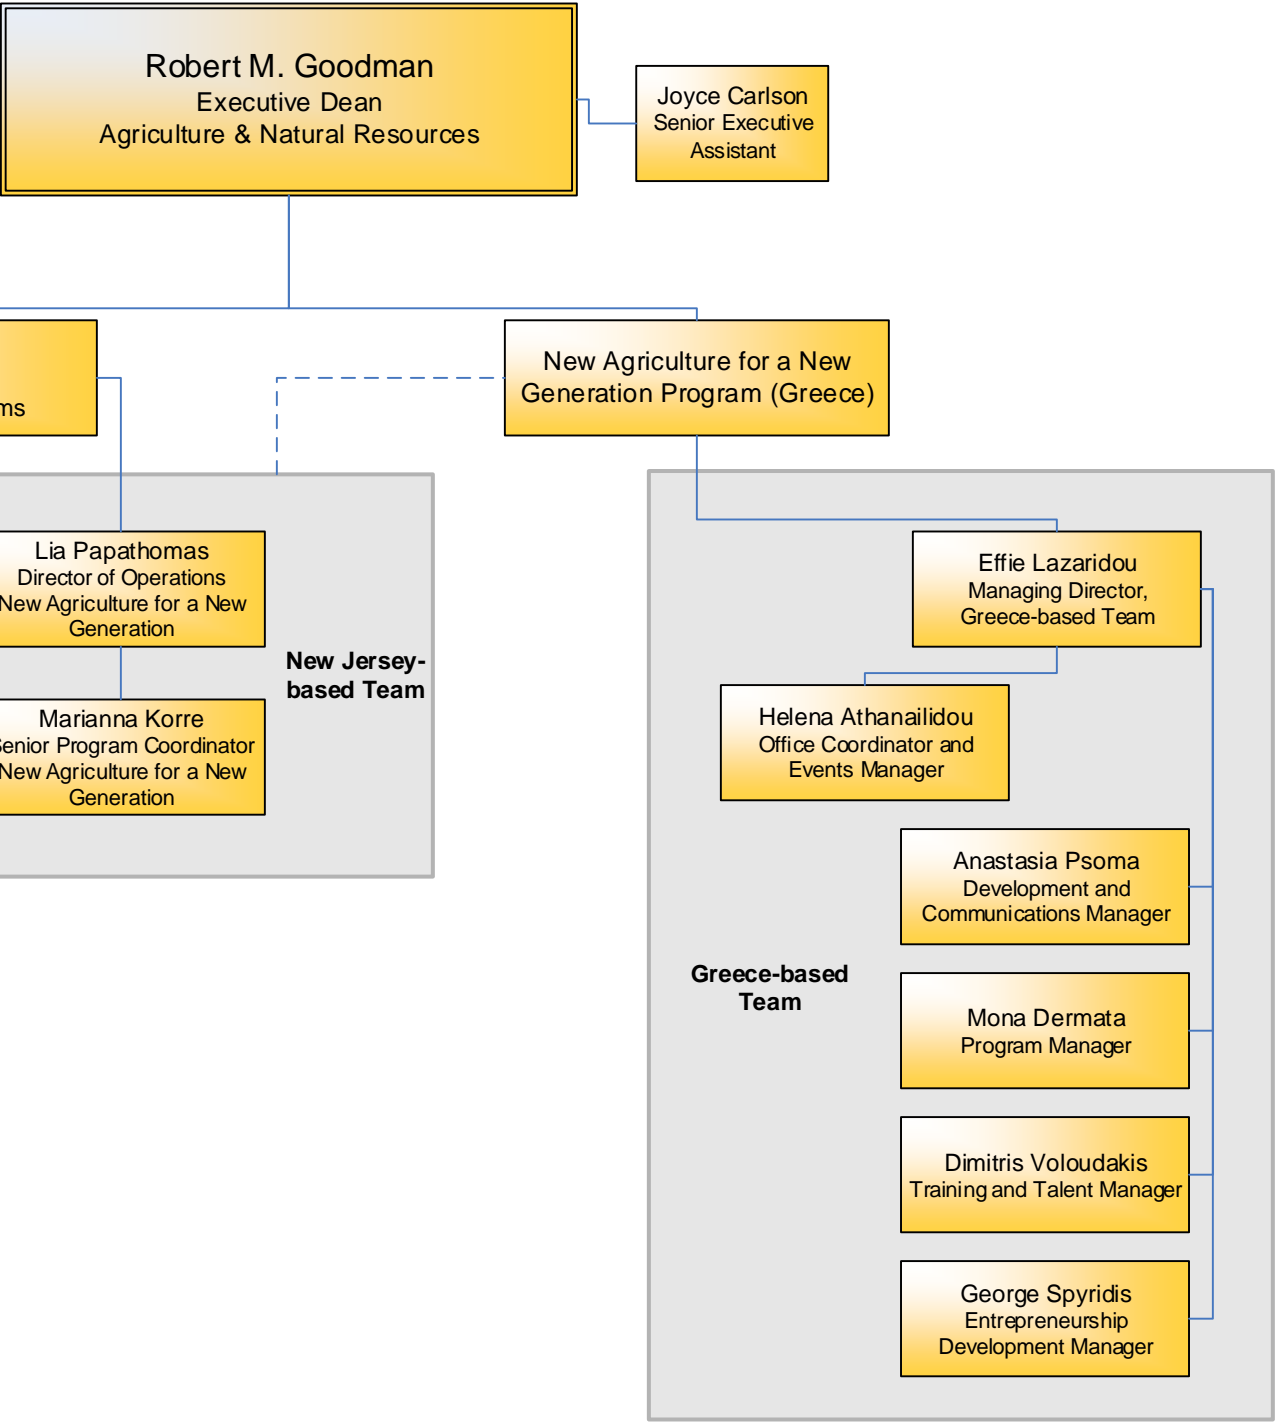 Robert M. Goodman
Executive Dean
Agriculture & Natural Resources
Joyce Carlson
Senior Executive
Assistant
New Agriculture for a New
Generation Program (Greece)
Lia Papathomas
Director of Operations
New Agriculture for a New
Generation
New Jersey-
based Team
Marianna Korre
Senior Program Coordinator
New Agriculture for a New
Generation
Effie Lazaridou
Managing Director,
Greece-based Team
Helena Athanailidou
Office Coordinator and
Events Manager
Anastasia Psoma
Development and
Communications Manager
Greece-based
Team
Mona Dermata
Program Manager
Dimitris Voloudakis
Training and Talent Manager
George Spyridis
Entrepreneurship
Development Manager